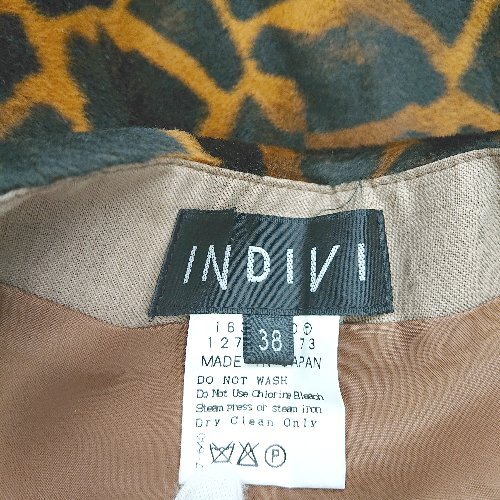 INDIVI
38
MADE IN JAPAN
DO NOT WASH
Do Not Use Chlorine Bleach
Steam press or steam iron
Dry Clean Only